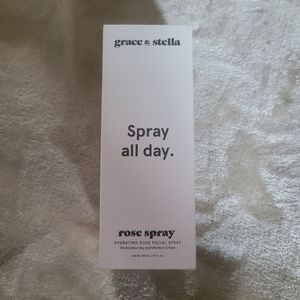 grace & stella
Spray
all day.
rose spray
HYDRATING ROSE FACIAL SPRAY